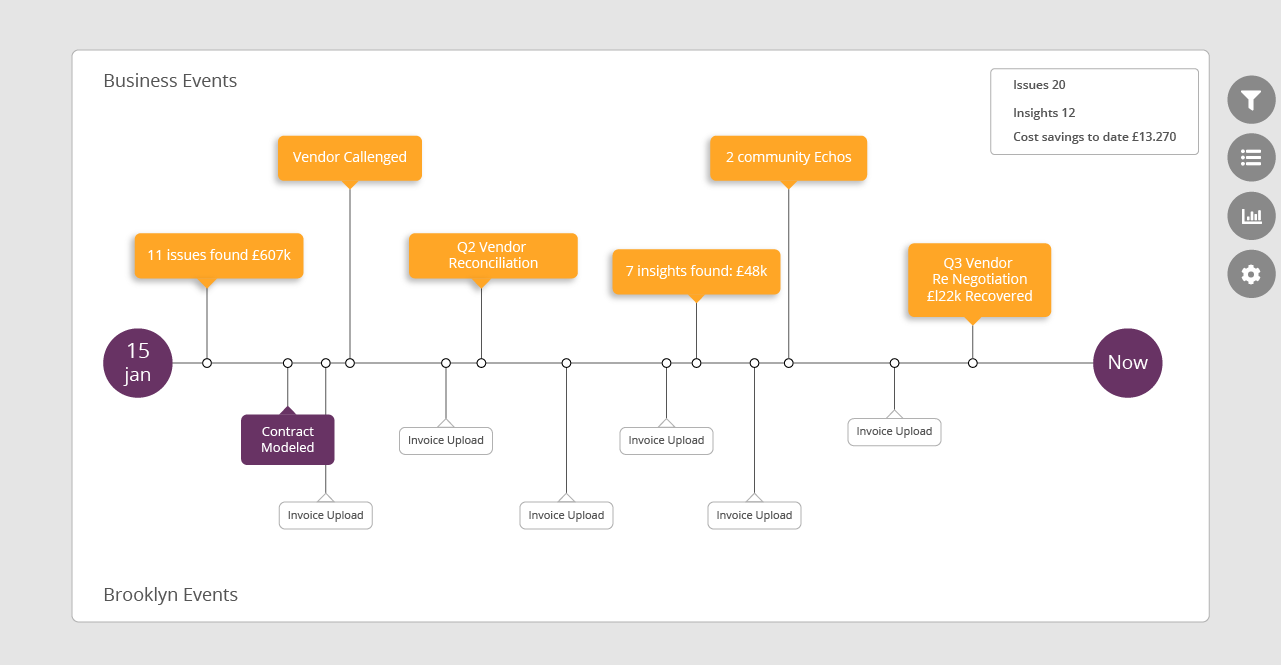 Business Events
Issues 20
Insights 12
Cost savings to date £13.270
Vendor Callenged
2 community Echos
11 issues found £607k
Q2 Vendor
Reconciliation
7 insights found: £48k
Q3 Vendor
Re Negotiation
£l22k Recovered
15
jan
Now
Contract
Modeled
Invoice Upload
Invoice Upload
Invoice Upload
Invoice Upload
Invoice Upload
Invoice Upload
Brooklyn Events